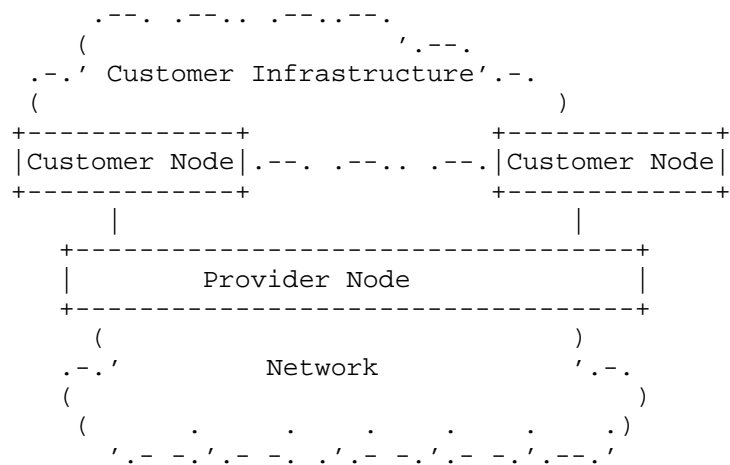 Customer Infrastructure
Customer Node Customer Node
Provider Node
Network